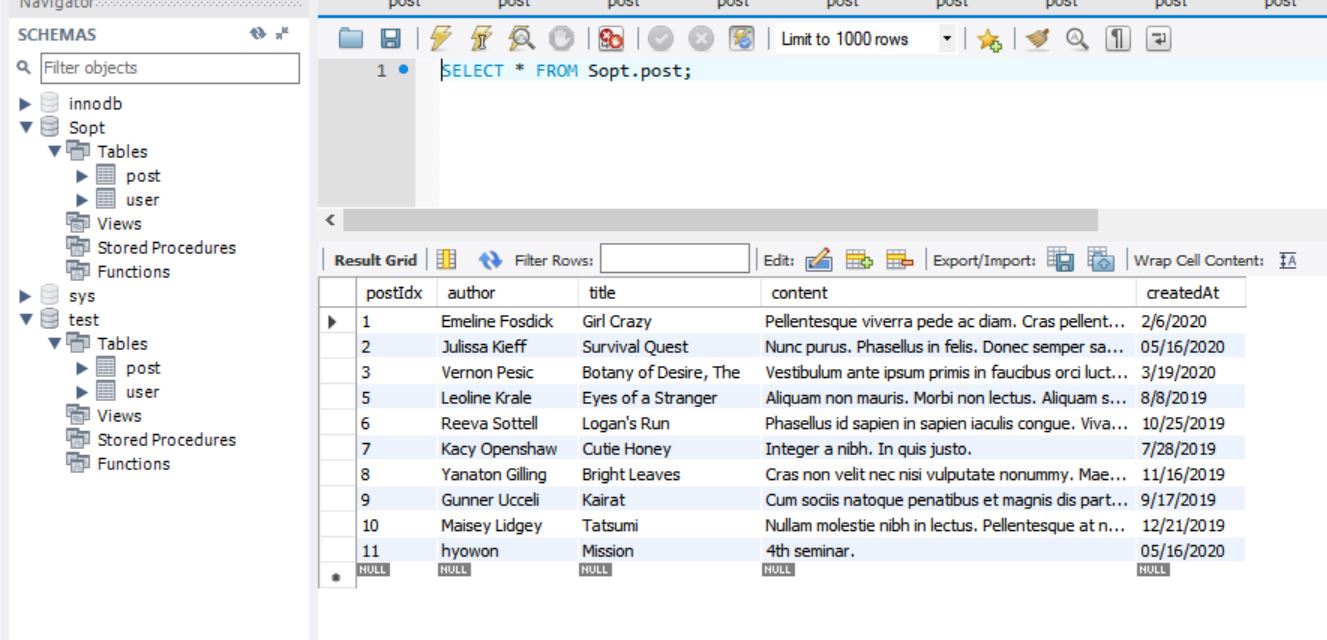 Navigator
post post post post post post post post post
SCHEMAS
Filter objects
innodb
Sopt
Tables
post
user
Views
Stored Procedures
Functions
sys
test
Tables
post
user
Views
Stored Procedures
Functions
Limit to 1000 rows
1 SELECT * FROM Sopt.post;
Result Grid Filter Rows: Edit: Export/Import: Wrap Cell Content:
postIdx author title content createdAt
1 Emeline Fosdick Girl Crazy Pellentesque viverra pede ac diam. Cras pellent... 2/6/2020
2 Julissa Kieff Survival Quest Nunc purus. Phasellus in felis. Donec semper sa... 05/16/2020
3 Vernon Pesic Botany of Desire, The Vestibulum ante ipsum primis in faucibus orci luct... 3/19/2020
5 Leoline Krale Eyes of a Stranger Aliquam non mauris. Morbi non lectus. Aliquam s... 8/8/2019
6 Reeva Sottell Logan's Run Phasellus id sapien in sapien iaculis congue. Viva... 10/25/2019
7 Kacy Openshaw Cutie Honey Integer a nibh. In quis justo. 7/28/2019
8 Yanaton Gilling Bright Leaves Cras non velit nec nisi vulputate nonummy. Mae... 11/16/2019
9 Gunner Ucceli Kairat Cum sociis natoque penatibus et magnis dis part... 9/17/2019
10 Maisey Lidgey Tatsumi Nullam molestie nibh in lectus. Pellentesque at n... 12/21/2019
11 hyowon Mission 4th seminar. 05/16/2020
NULL NULL NULL NULL NULL